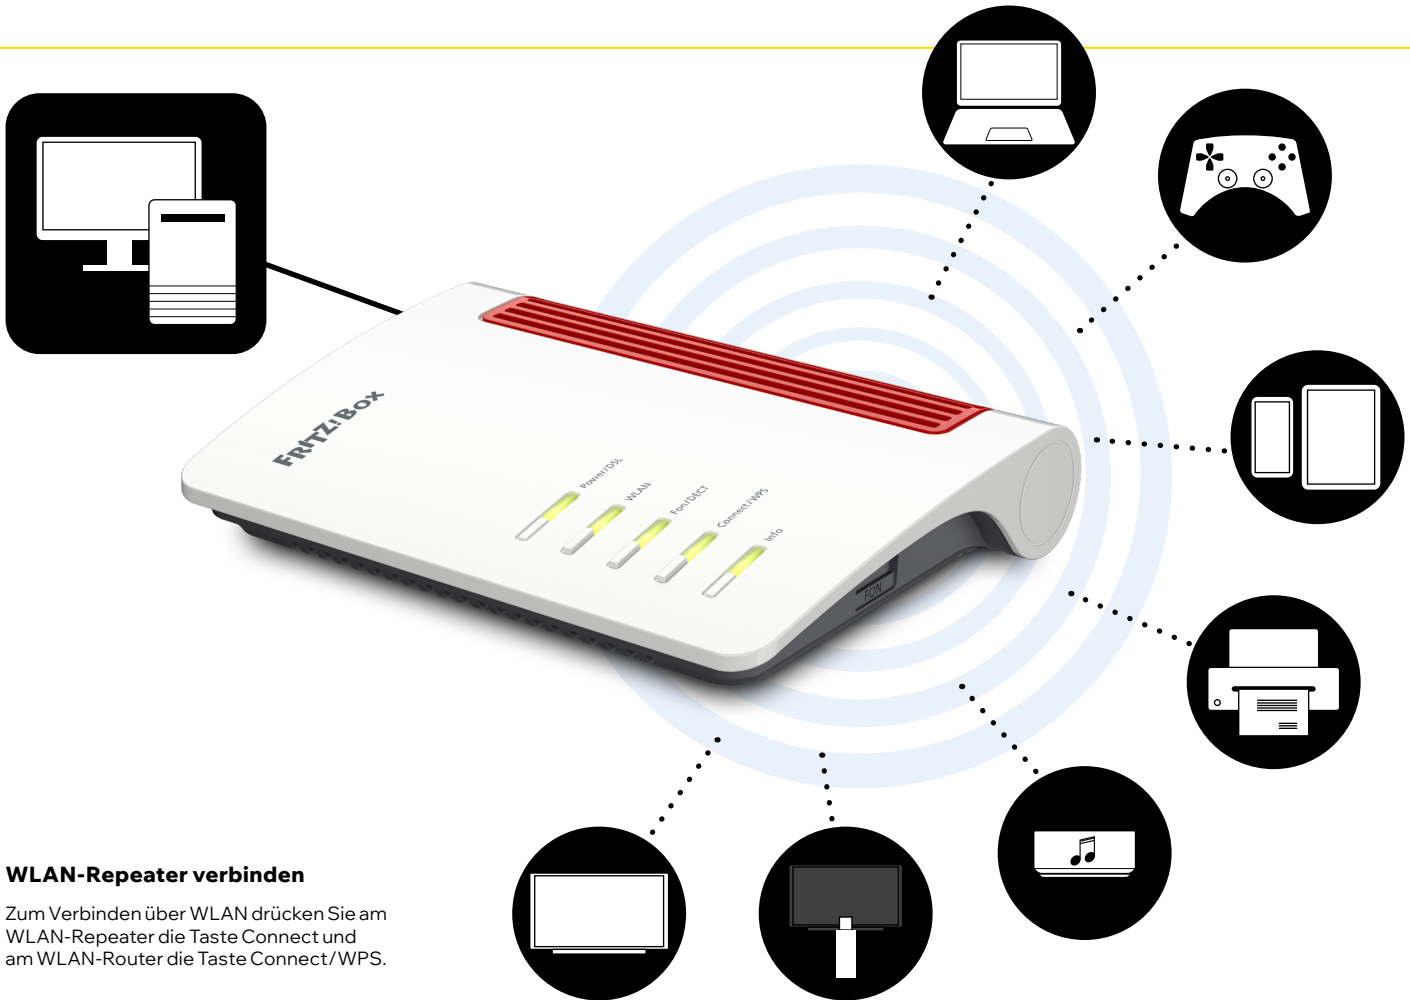 FRITZ!Box
Power/DSL
WLAN
Fon/DECT
Connect/WPS
Info
FON
WLAN-Repeater verbinden
Zum Verbinden über WLAN drücken Sie am
WLAN-Repeater die Taste Connect und
am WLAN-Router die Taste Connect/WPS.